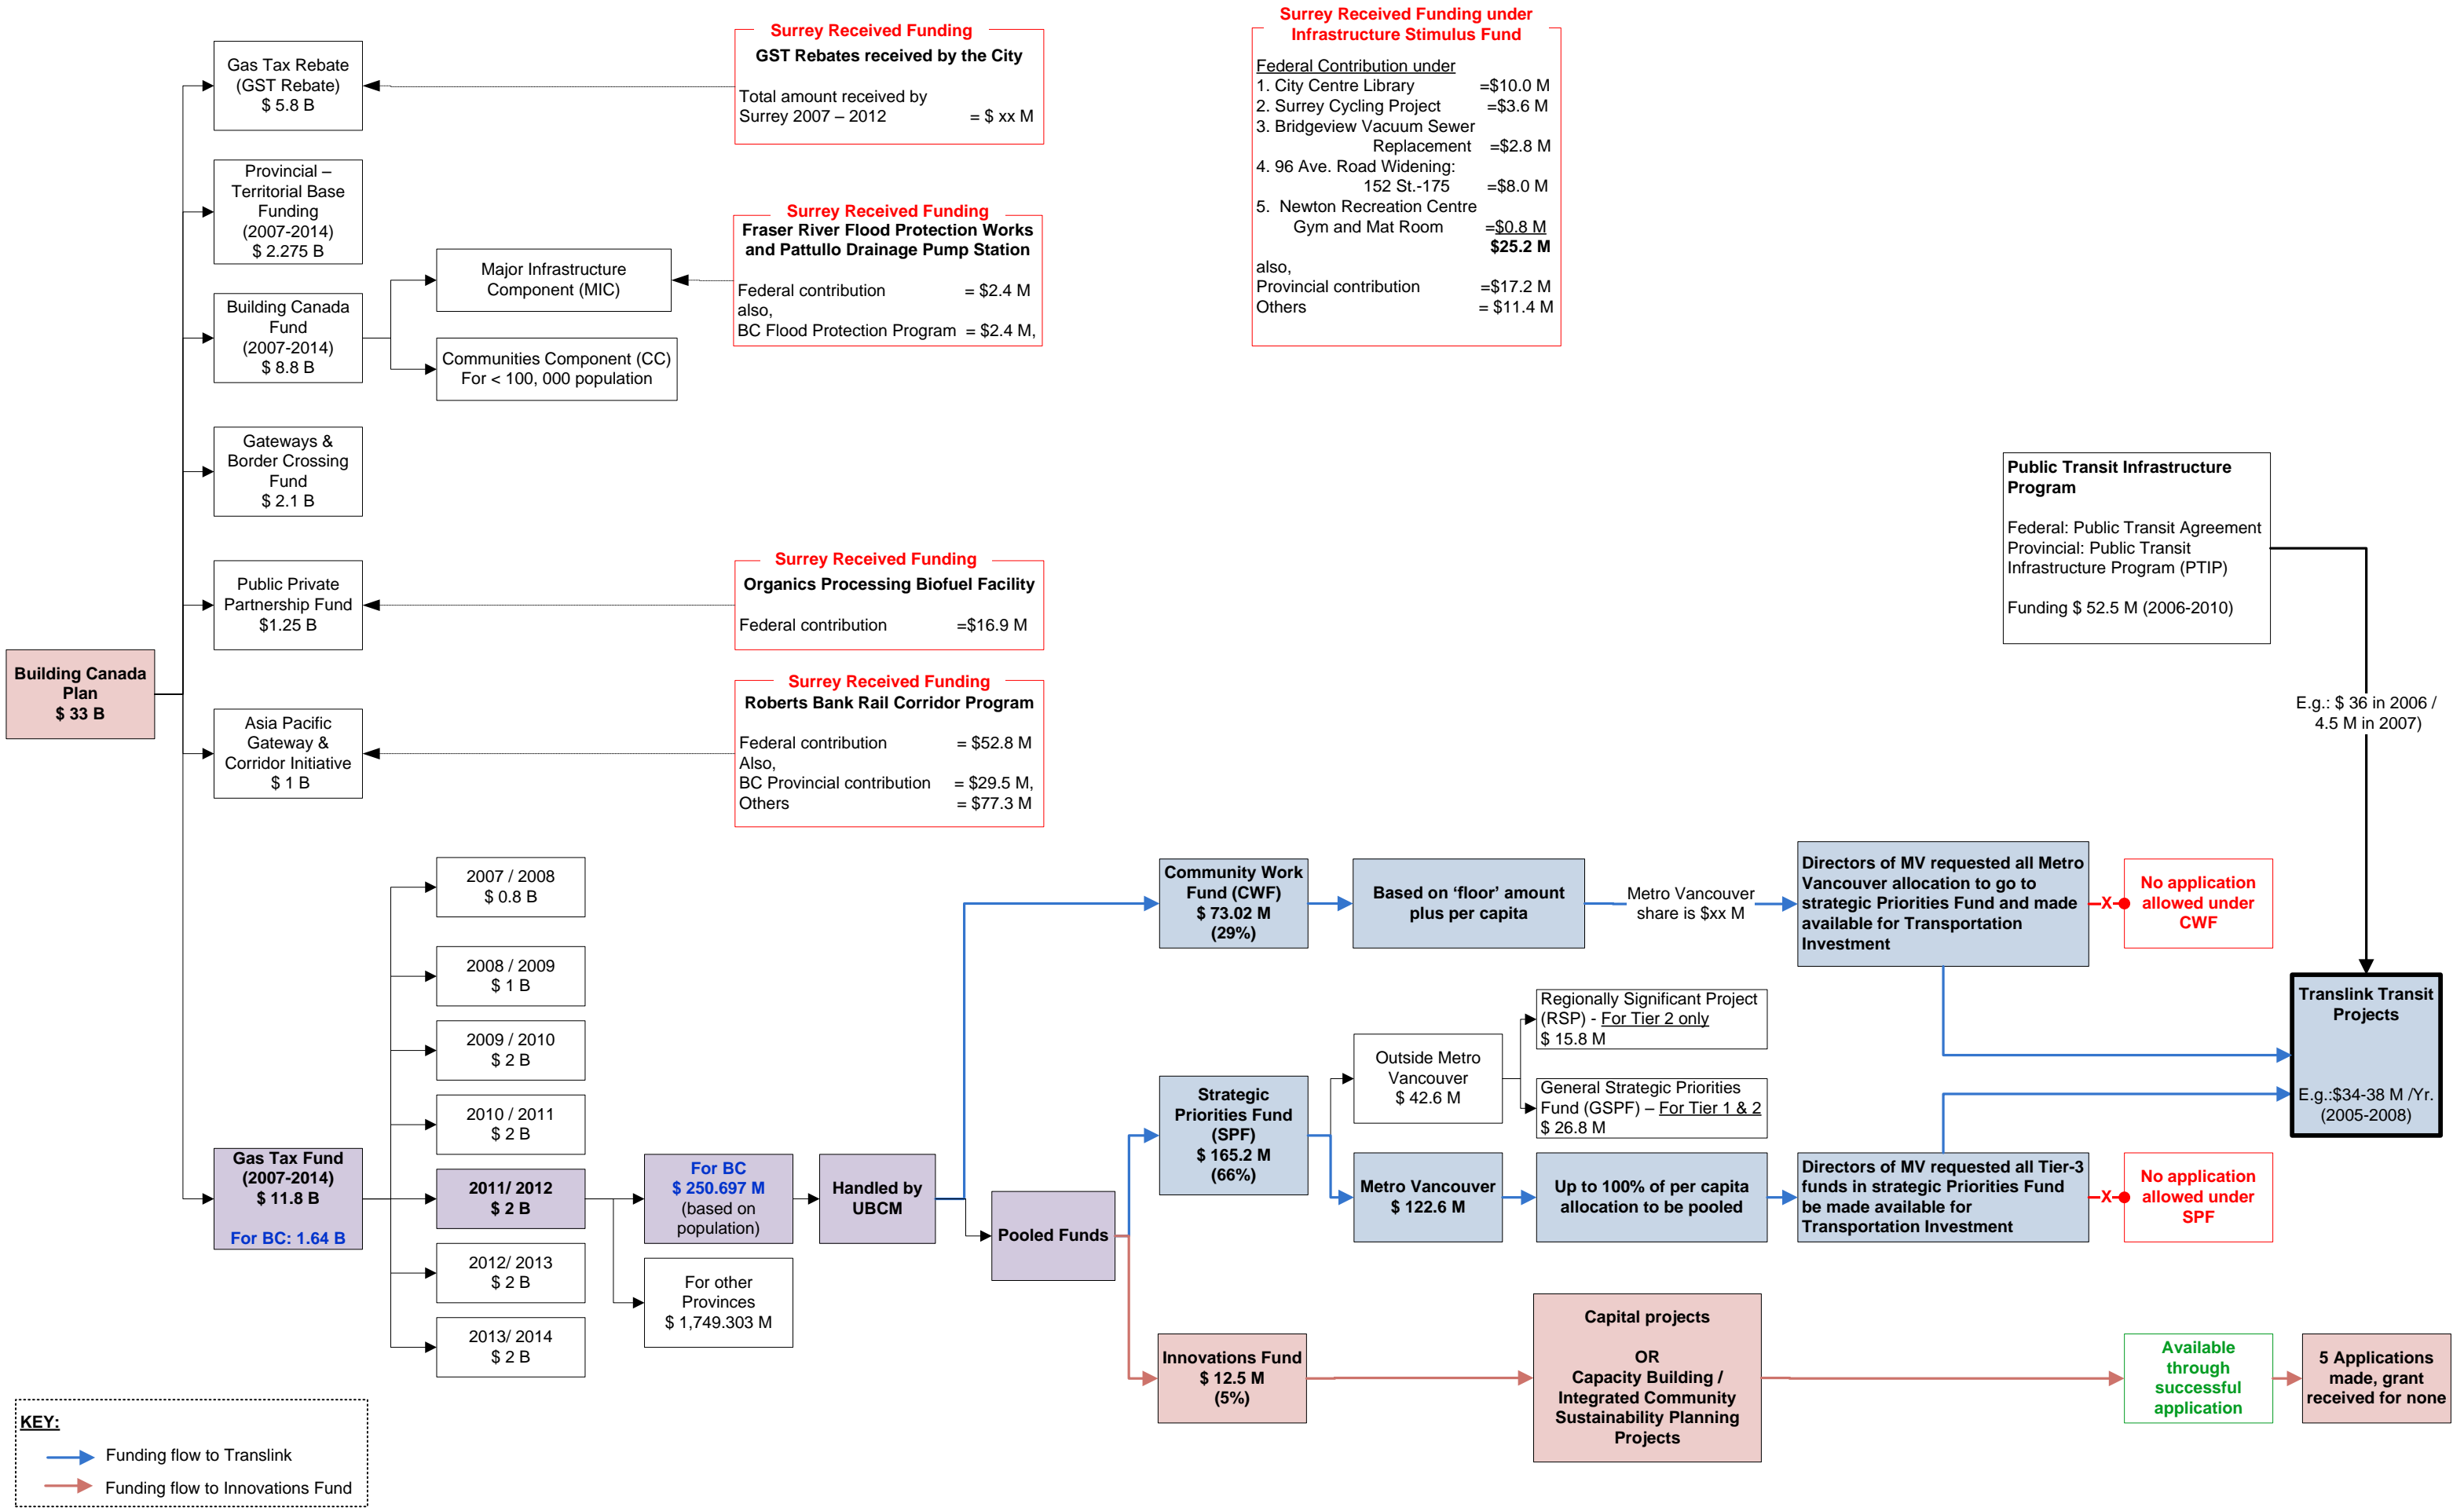 Building Canada
Plan
$ 33 B
Gas Tax Rebate
(GST Rebate)
$ 5.8 B
Provincial –
Territorial Base
Funding
(2007-2014)
$ 2.275 B
Building Canada
Fund
(2007-2014)
$ 8.8 B
Gateways &
Border Crossing
Fund
$ 2.1 B
Public Private
Partnership Fund
$1.25 B
Asia Pacific
Gateway &
Corridor Initiative
$ 1 B
Gas Tax Fund
(2007-2014)
$ 11.8 B
For BC: 1.64 B
Major Infrastructure
Component (MIC)
Communities Component (CC)
For < 100, 000 population
Surrey Received Funding
GST Rebates received by the City
Total amount received by
Surrey 2007 – 2012 = $ xx M
Surrey Received Funding
Fraser River Flood Protection Works
and Pattullo Drainage Pump Station
Federal contribution = $2.4 M
also,
BC Flood Protection Program = $2.4 M,
Surrey Received Funding
Organics Processing Biofuel Facility
Federal contribution =$16.9 M
Surrey Received Funding
Roberts Bank Rail Corridor Program
Federal contribution = $52.8 M
Also,
BC Provincial contribution = $29.5 M,
Others = $77.3 M
Surrey Received Funding under
Infrastructure Stimulus Fund
Federal Contribution under
1. City Centre Library =$10.0 M
2. Surrey Cycling Project =$3.6 M
3. Bridgeview Vacuum Sewer
Replacement =$2.8 M
4. 96 Ave. Road Widening:
152 St.-175 =$8.0 M
5. Newton Recreation Centre
Gym and Mat Room =$0.8 M
$25.2 M
also,
Provincial contribution =$17.2 M
Others = $11.4 M
Public Transit Infrastructure
Program
Federal: Public Transit Agreement
Provincial: Public Transit
Infrastructure Program (PTIP)
Funding $ 52.5 M (2006-2010)
E.g.: $ 36 in 2006 /
4.5 M in 2007)
2007 / 2008
$ 0.8 B
2008 / 2009
$ 1 B
2009 / 2010
$ 2 B
2010 / 2011
$ 2 B
2011/ 2012
$ 2 B
2012/ 2013
$ 2 B
2013/ 2014
$ 2 B
For BC
$ 250.697 M
(based on
population)
For other
Provinces
$ 1,749.303 M
Handled by
UBCM
Pooled Funds
Community Work
Fund (CWF)
$ 73.02 M
(29%)
Based on ‘floor’ amount
plus per capita
Metro Vancouver
share is $xx M
Directors of MV requested all Metro
Vancouver allocation to go to
strategic Priorities Fund and made
available for Transportation
Investment
X
No application
allowed under
CWF
Strategic
Priorities Fund
(SPF)
$ 165.2 M
(66%)
Outside Metro
Vancouver
$ 42.6 M
Regionally Significant Project
(RSP) - For Tier 2 only
$ 15.8 M
General Strategic Priorities
Fund (GSPF) – For Tier 1 & 2
$ 26.8 M
Metro Vancouver
$ 122.6 M
Up to 100% of per capita
allocation to be pooled
Directors of MV requested all Tier-3
funds in strategic Priorities Fund
be made available for
Transportation Investment
X
No application
allowed under
SPF
Translink Transit
Projects
E.g.:$34-38 M /Yr.
(2005-2008)
Innovations Fund
$ 12.5 M
(5%)
Capital projects
OR
Capacity Building /
Integrated Community
Sustainability Planning
Projects
Available
through
successful
application
5 Applications
made, grant
received for none
KEY:
Funding flow to Translink
Funding flow to Innovations Fund